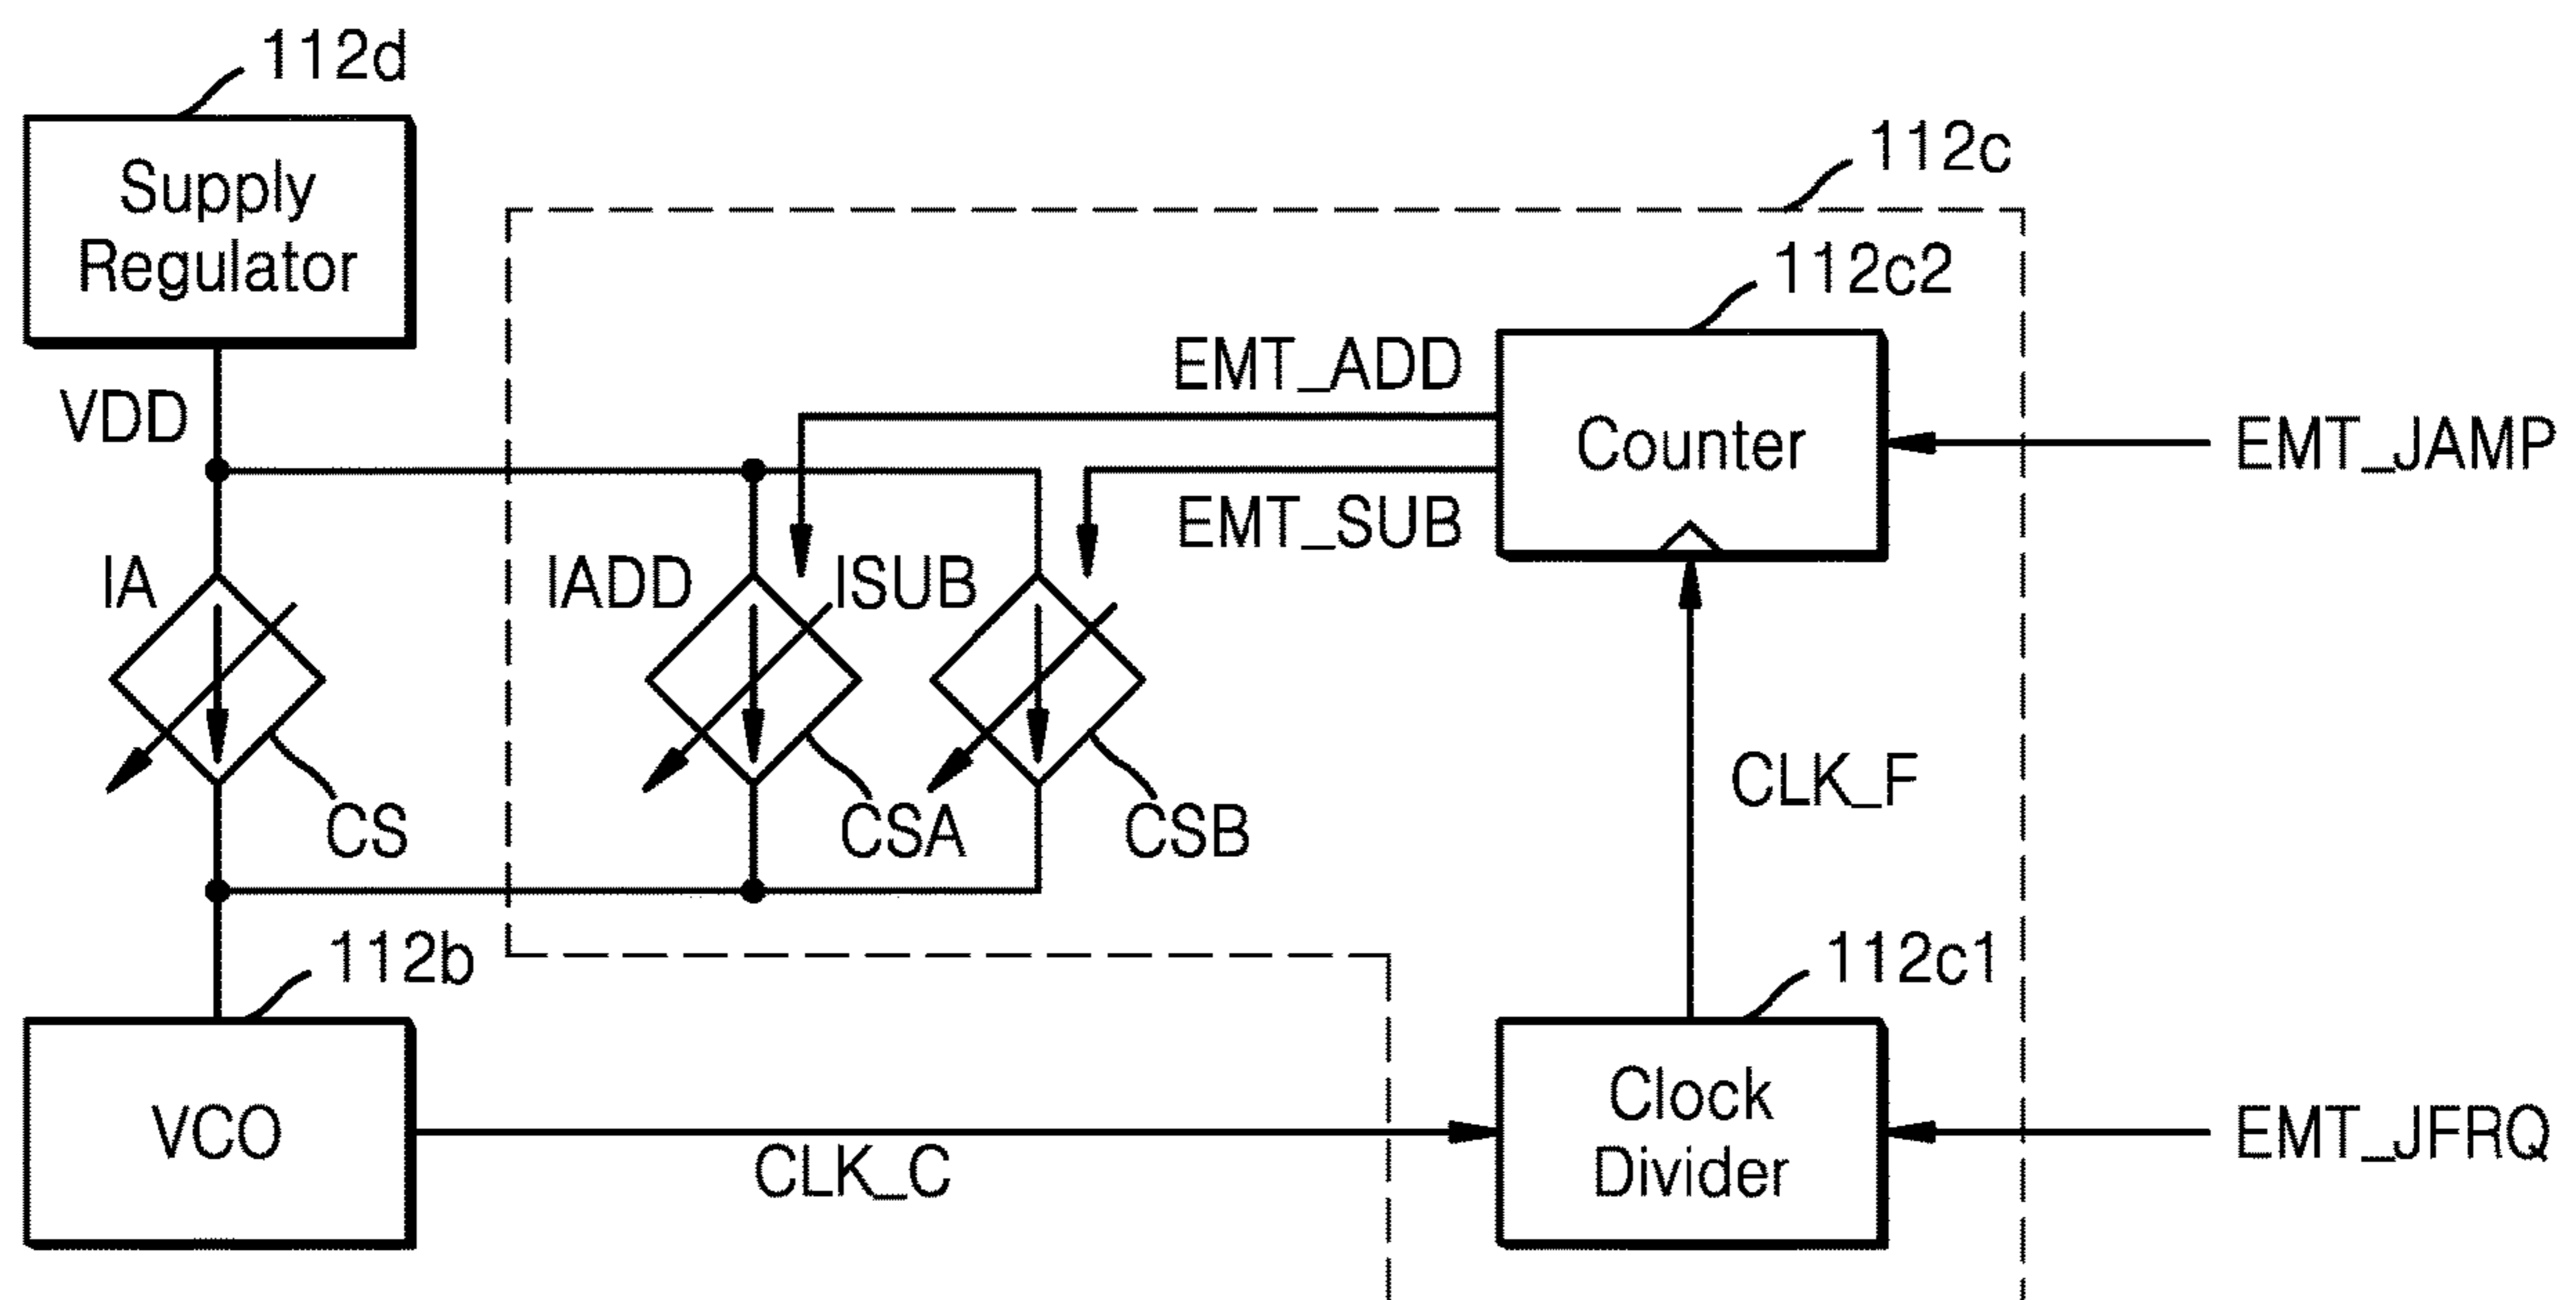 112d
Supply
Regulator
112c
112c2
VDD
EMT_ADD
Counter
EMT_JAMP
EMT_SUB
IA
IADD
ISUB
CS
CSA
CSB
CLK_F
112b
112c1
VCO
CLK_C
Clock
Divider
EMT_JFRQ